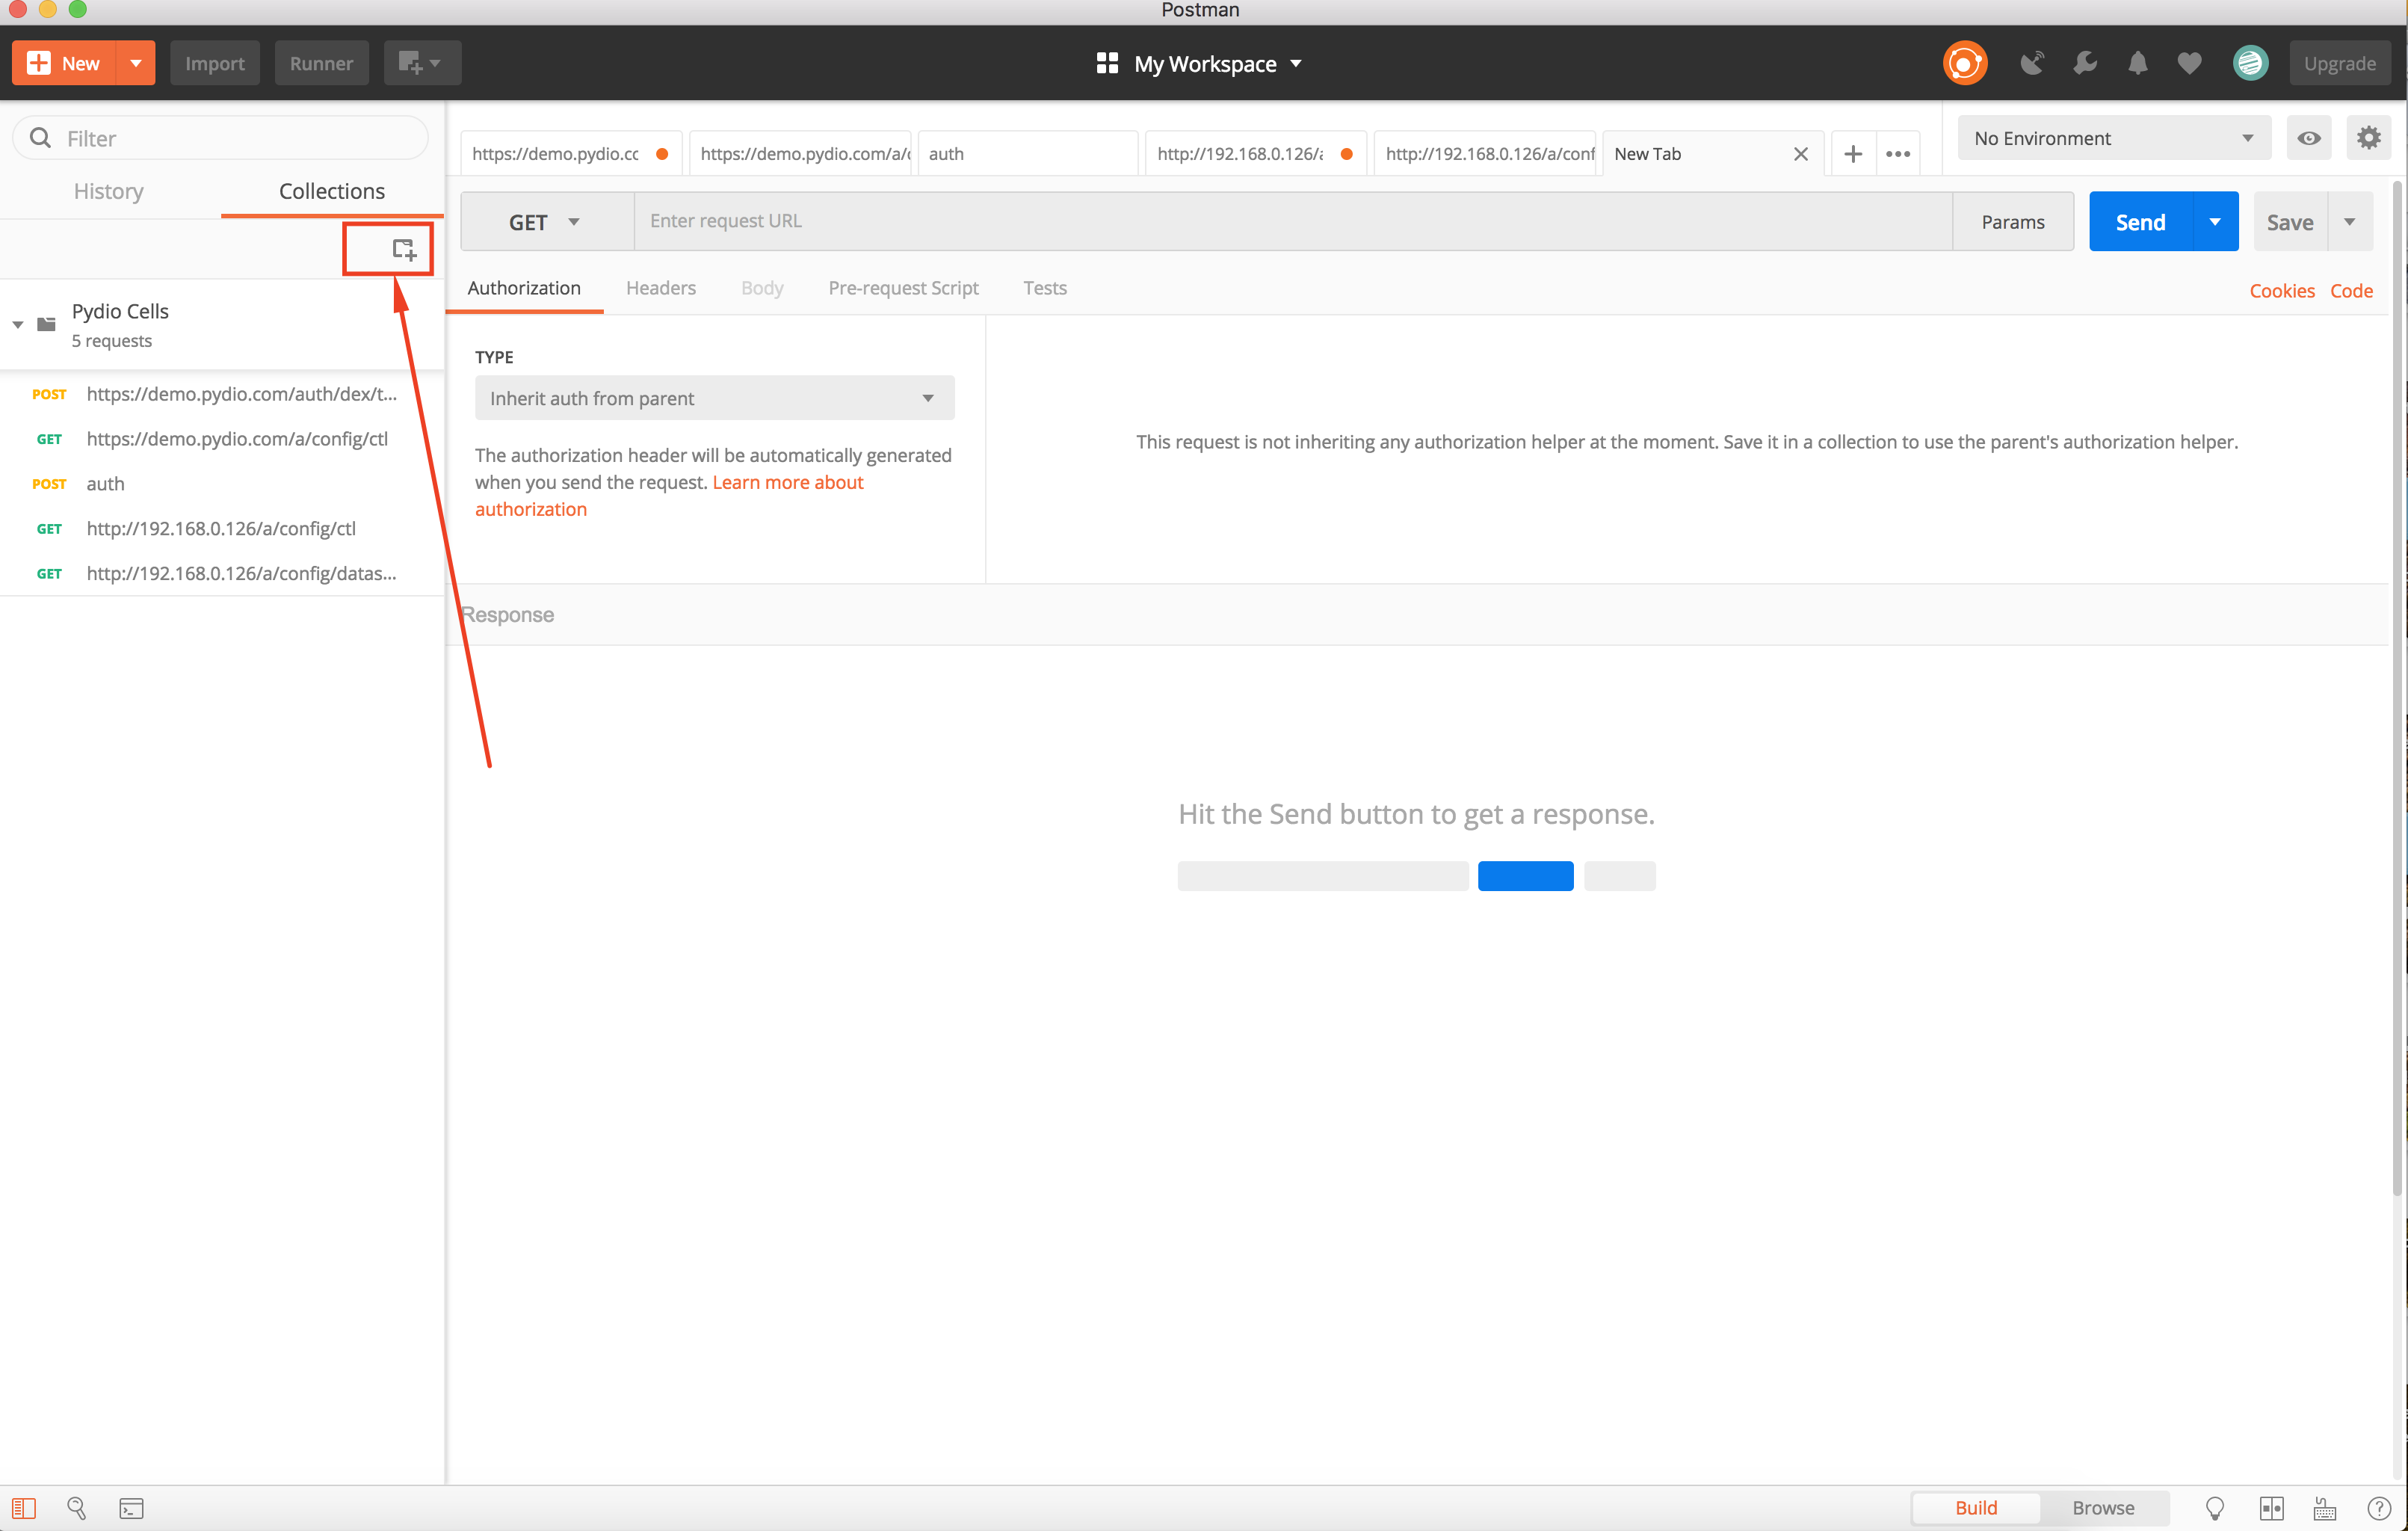 Postman
New
Import
Runner
My Workspace
Upgrade
Filter
History
Collections
Pydio Cells
5 requests
POST https://demo.pydio.com/auth/dex/t...
GET https://demo.pydio.com/a/config/ctl
POST auth
GET http://192.168.0.126/a/config/ctl
GET http://192.168.0.126/a/config/datas...
https://demo.pydio.cc
https://demo.pydio.com/a/c
auth
http://192.168.0.126/a
http://192.168.0.126/a/conf
New Tab
No Environment
GET
Enter request URL
Params
Send
Save
Authorization
Headers
Body
Pre-request Script
Tests
Cookies
Code
TYPE
Inherit auth from parent
The authorization header will be automatically generated
when you send the request. Learn more about
authorization
This request is not inheriting any authorization helper at the moment. Save it in a collection to use the parent's authorization helper.
Response
Hit the Send button to get a response.
Build
Browse